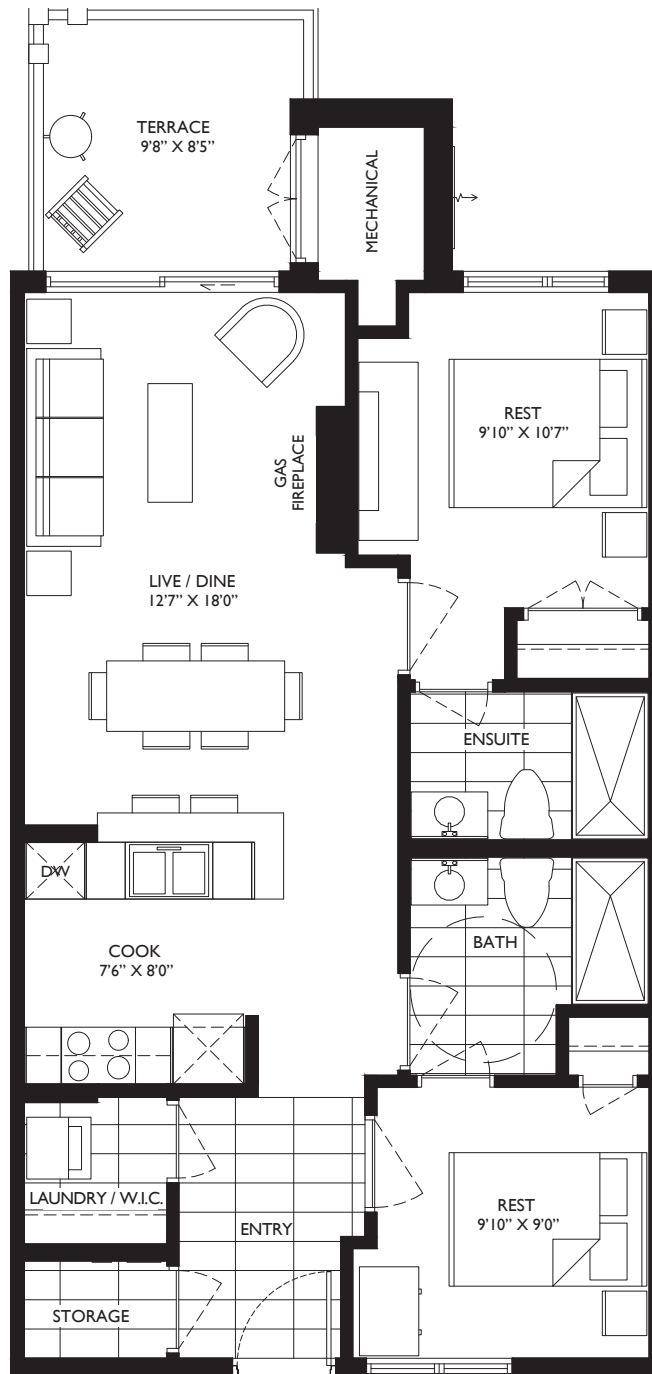 TERRACE
9'8" X 8'5"
MECHANICAL
REST
9'10" X 10'7"
GAS
FIREPLACE
LIVE / DINE
12'7" X 18'0"
ENSUITE
DW
BATH
COOK
7'6" X 8'0"
LAUNDRY / W.I.C.
ENTRY
REST
9'10" X 9'0"
STORAGE